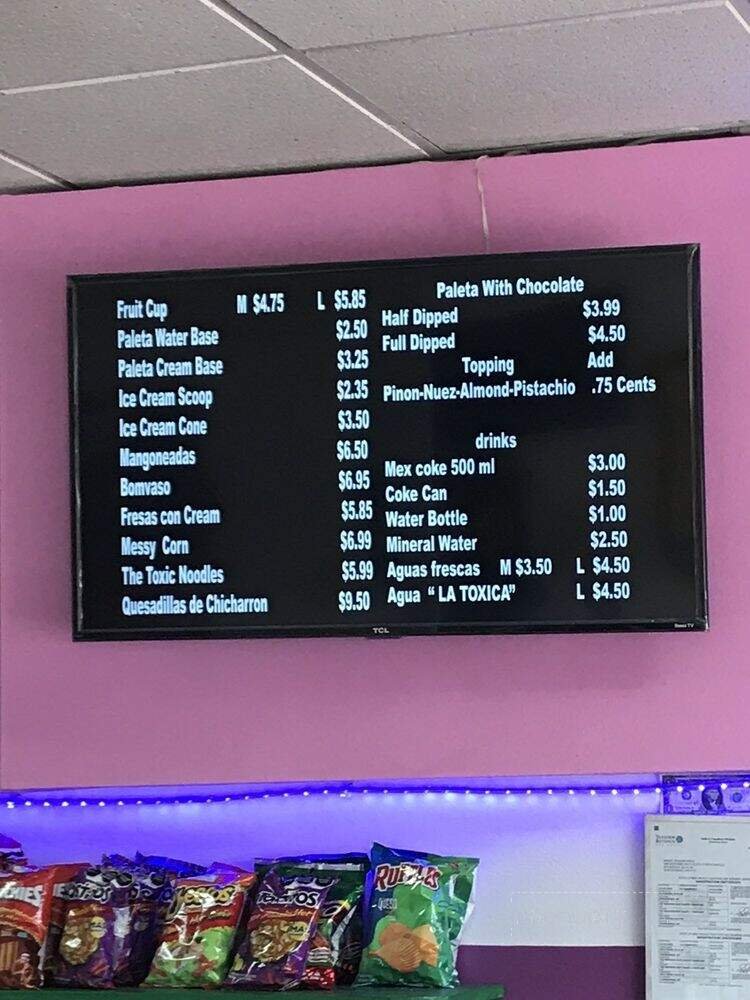 Fruit Cup M $4.75 L $5.85
Paleta Water Base $2.50
Paleta Cream Base $3.25
Ice Cream Scoop $2.35
Ice Cream Cone $3.50
Mangoneadas $6.50
Bomvaso $6.95
Fresas con Cream $5.85
Messy Corn $6.99
The Toxic Noodles $5.99
Quesadillas de Chicharron $9.50
Paleta With Chocolate
Half Dipped $3.99
Full Dipped $4.50
Topping Add
Pinon-Nuez-Almond-Pistachio .75 Cents
drinks
Mex coke 500 ml $3.00
Coke Can $1.50
Water Bottle $1.00
Mineral Water $2.50
Aguas frescas M $3.50 L $4.50
Agua “LA TOXICA” L $4.50
TCL
Roku TV
RUFFLES
QUESO